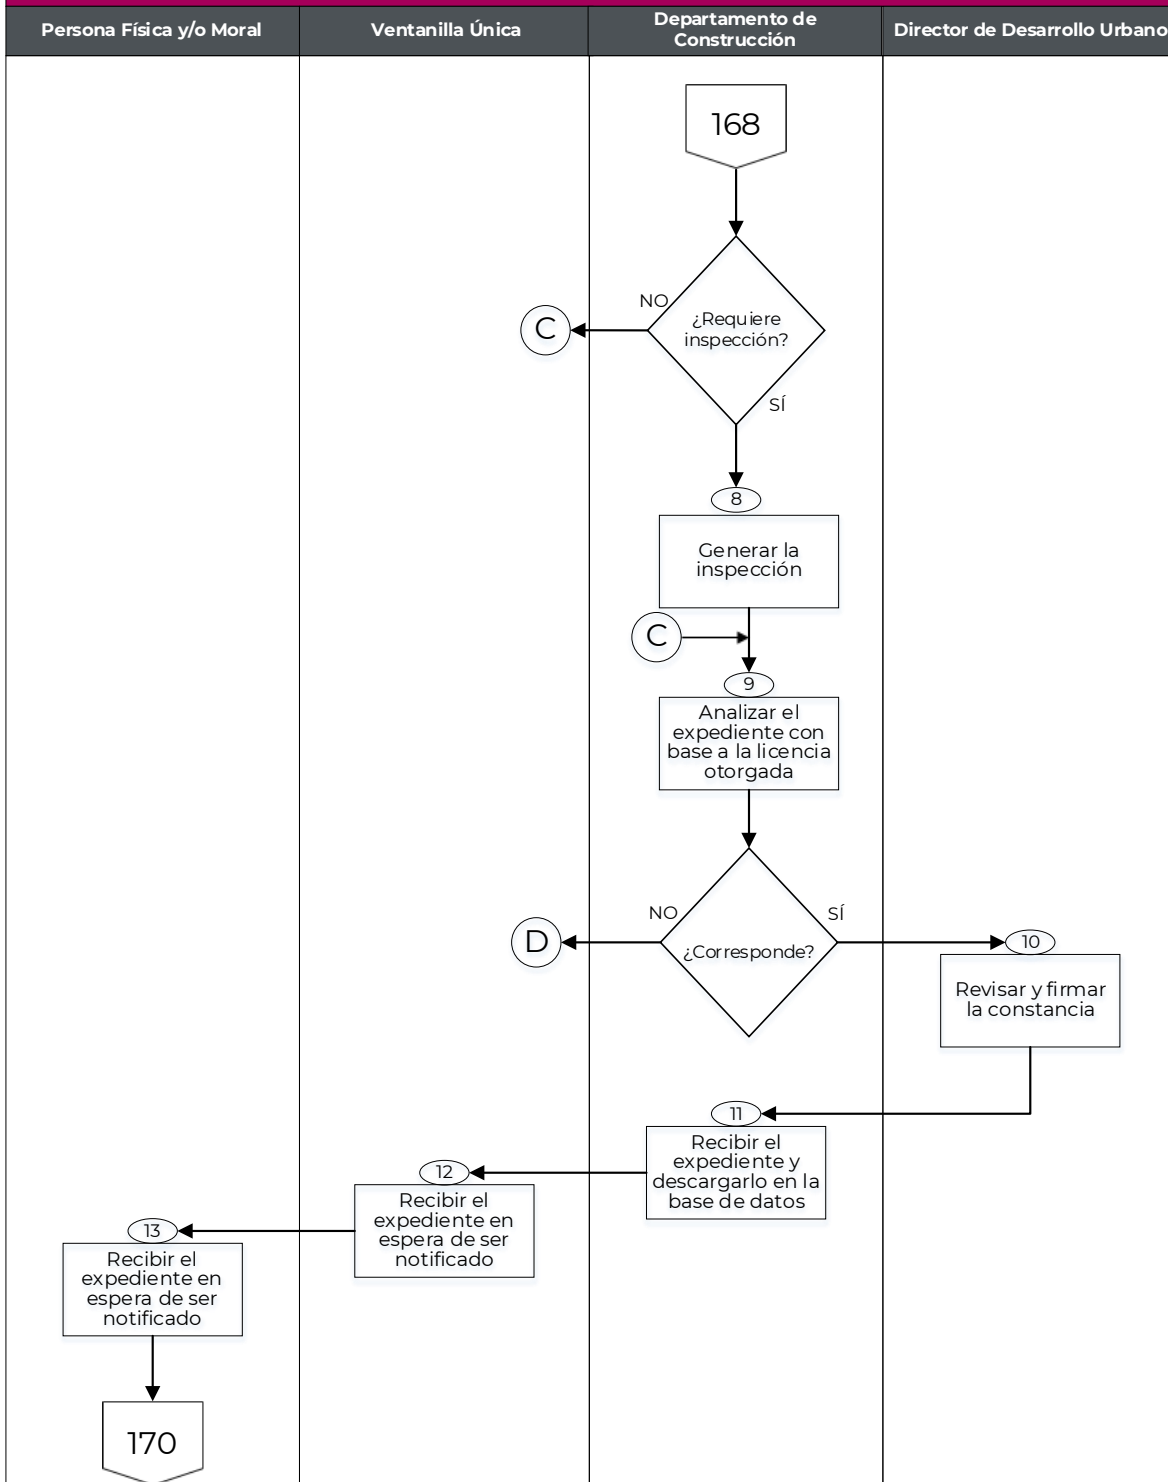 Persona Física y/o Moral
Ventanilla Única
Departamento de
Construcción
Director de Desarrollo Urbano
168
NO
¿Requiere
inspección?
C
SÍ
8
Generar la
inspección
C
9
Analizar el
expediente con
base a la licencia
otorgada
NO
SÍ
D
¿Corresponde?
10
Revisar y firmar
la constancia
11
Recibir el
expediente y
descargarlo en la
base de datos
12
Recibir el
expediente en
espera de ser
notificado
13
Recibir el
expediente en
espera de ser
notificado
170